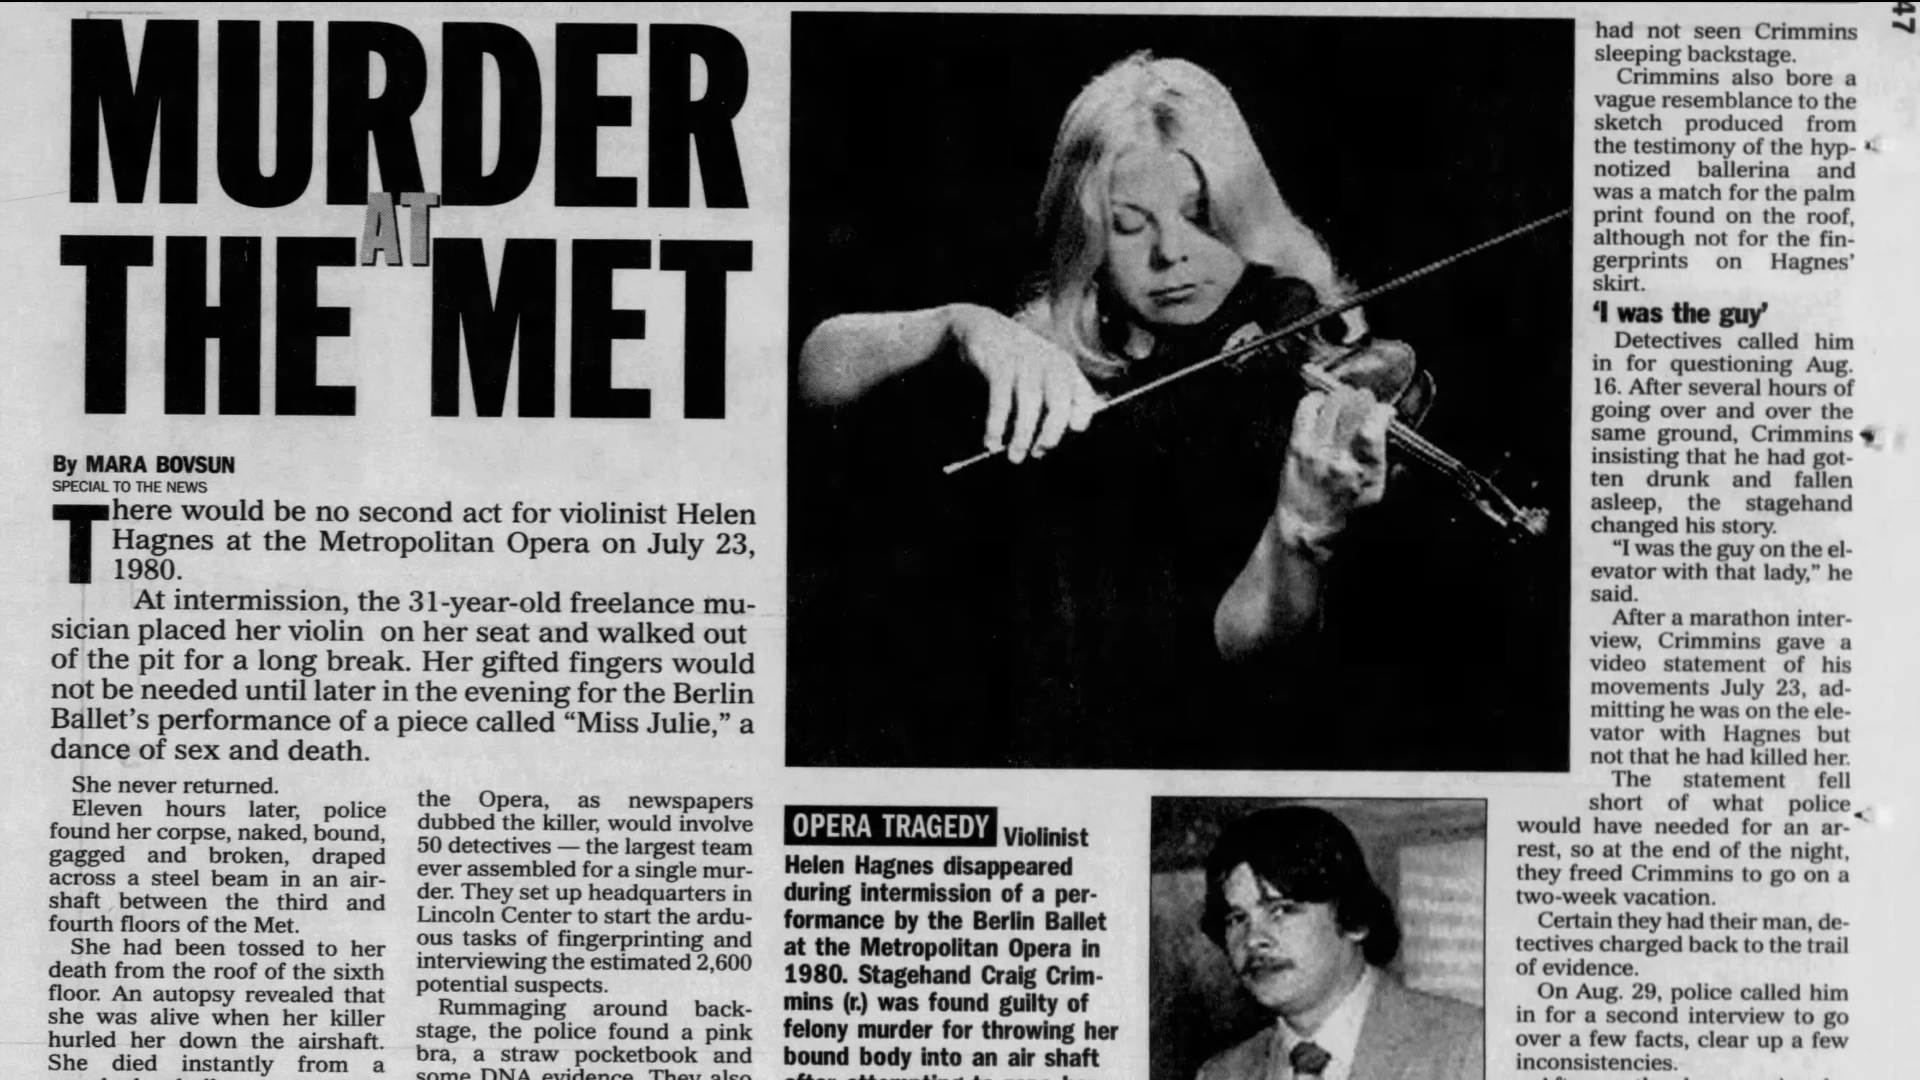 MURDER
AT
THE MET
By MARA BOVSUN
SPECIAL TO THE NEWS
There would be no second act for violinist Helen
Hagnes at the Metropolitan Opera on July 23,
1980.
At intermission, the 31-year-old freelance mu-
sician placed her violin on her seat and walked out
of the pit for a long break. Her gifted fingers would
not be needed until later in the evening for the Berlin
Ballet's performance of a piece called “Miss Julie,” a
dance of sex and death.
She never returned.
Eleven hours later, police
found her corpse, naked, bound,
gagged and broken, draped
across a steel beam in an air-
shaft between the third and
fourth floors of the Met.
She had been tossed to her
death from the roof of the sixth
floor. An autopsy revealed that
she was alive when her killer
hurled her down the airshaft.
She died instantly from a
the Opera, as newspapers
dubbed the killer, would involve
50 detectives — the largest team
ever assembled for a single mur-
der. They set up headquarters in
Lincoln Center to start the ardu-
ous tasks of fingerprinting and
interviewing the estimated 2,600
potential suspects.
Rummaging around back-
stage, the police found a pink
bra, a straw pocketbook and
some DNA evidence. They also
OPERA TRAGEDY Violinist
Helen Hagnes disappeared
during intermission of a per-
formance by the Berlin Ballet
at the Metropolitan Opera in
1980. Stagehand Craig Crim-
mins (r.) was found guilty of
felony murder for throwing her
bound body into an air shaft
47
had not seen Crimmins
sleeping backstage.
Crimmins also bore a
vague resemblance to the
sketch produced from
the testimony of the hyp-
notized ballerina and
was a match for the palm
print found on the roof,
although not for the fin-
gerprints on Hagnes'
skirt.
‘I was the guy’
Detectives called him
in for questioning Aug.
16. After several hours of
going over and over the
same ground, Crimmins
insisting that he had got-
ten drunk and fallen
asleep, the stagehand
changed his story.
“I was the guy on the el-
evator with that lady,” he
said.
After a marathon inter-
view, Crimmins gave a
video statement of his
movements July 23, ad-
mitting he was on the ele-
vator with Hagnes but
not that he had killed her.
The statement fell
short of what police
would have needed for an ar-
rest, so at the end of the night,
they freed Crimmins to go on a
two-week vacation.
Certain they had their man, de-
tectives charged back to the trail
of evidence.
On Aug. 29, police called him
in for a second interview to go
over a few facts, clear up a few
inconsistencies.